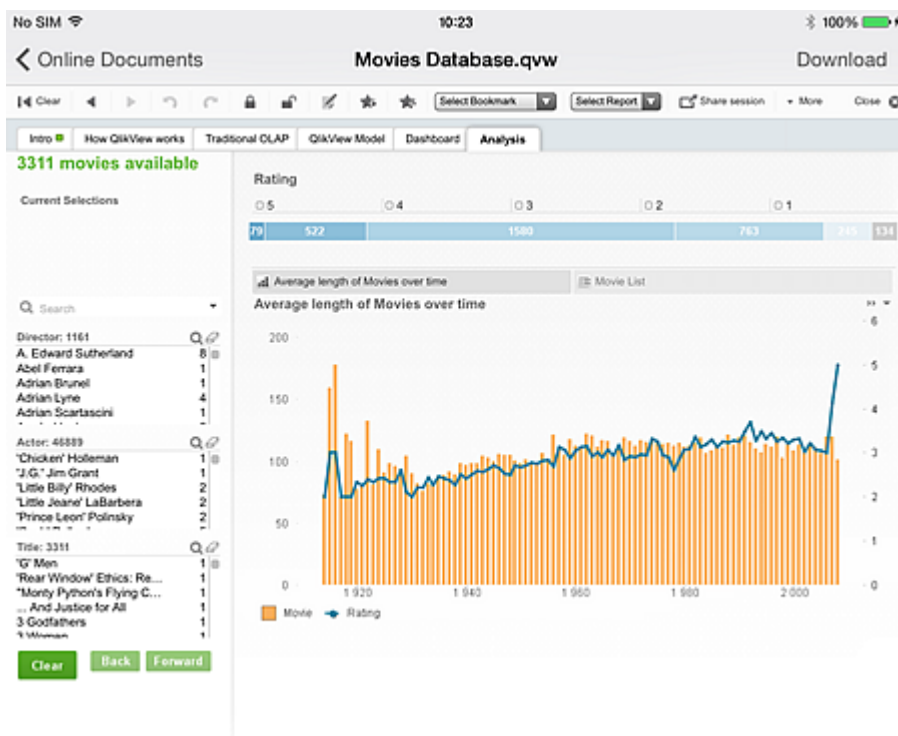 No SIM 10:23 100%
Online Documents Movies Database.qvw Download
Clear Select Bookmark Select Report Share session More Close
Intro How QlikView works Traditional OLAP QlikView Model Dashboard Analysis
3311 movies available
Current Selections
Search
Director: 1161
A. Edward Sutherland 8
Abel Ferrara 1
Adrian Brunel 1
Adrian Lyne 4
Adrian Scartascini 1
Actor: 46889
'Chicken' Holleman 1
'J.G.' Jim Grant 1
'Little Billy' Rhodes 2
'Little Jeane' LaBarbera 2
'Prince Leon' Polinsky 2
Title: 3311
'G' Men 1
'Rear Window' Ethics: Re... 1
"Monty Python's Flying C... 1
... And Justice for All 1
3 Godfathers 1
3 Women 1
Clear Back Forward
Rating
5 4 3 2 1
79 522 1580 763 245 134
Average length of Movies over time Movie List
Average length of Movies over time
200
150
100
50
0
6
5
4
3
2
1
0
1 920 1 940 1 960 1 980 2 000
Movie Rating